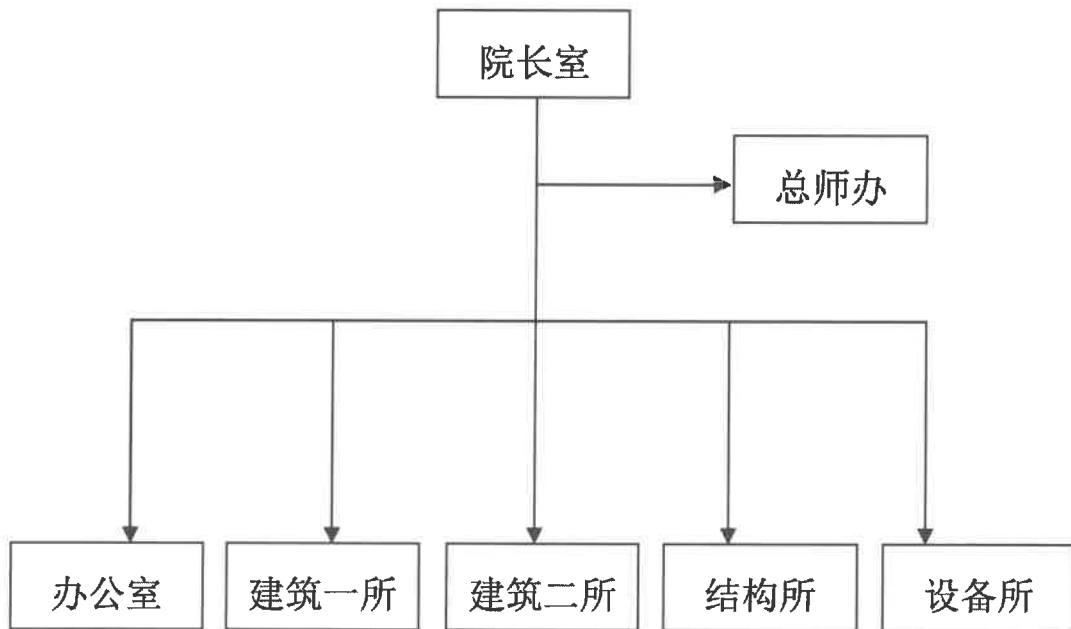 院长室
总师办
办公室
建筑一所
建筑二所
结构所
设备所